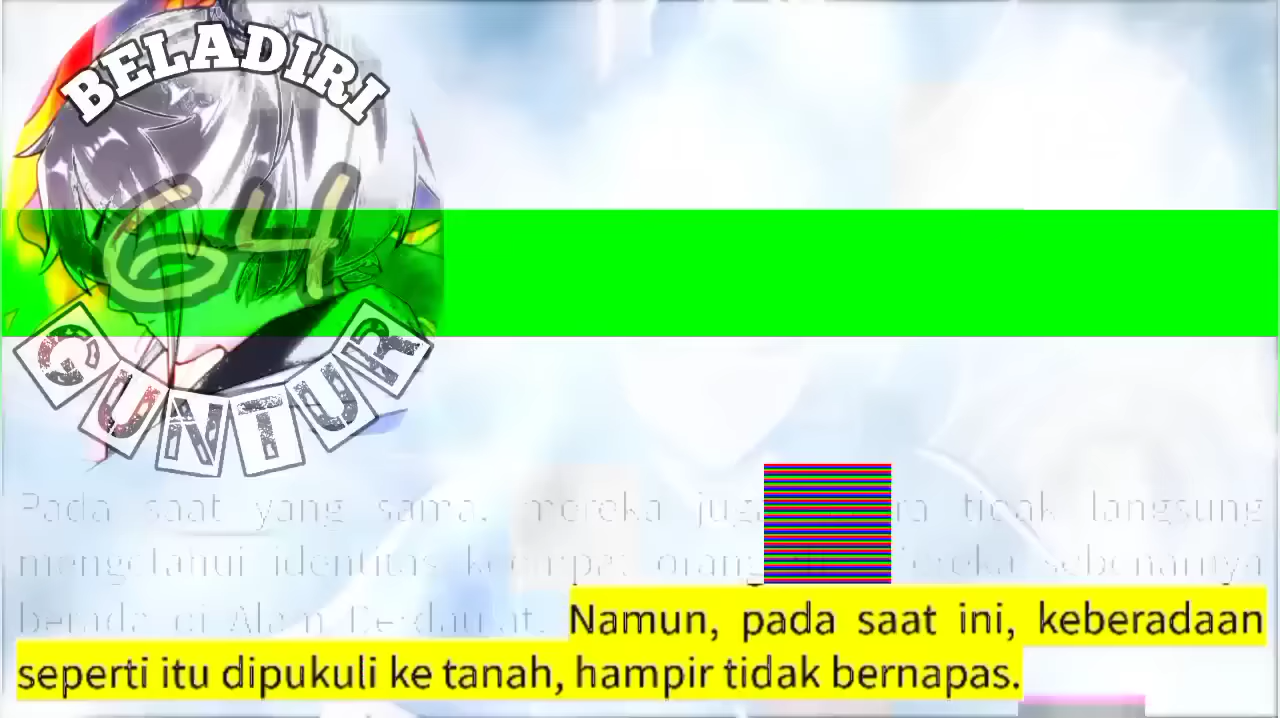 BELADIRI
64
GUNTUR
Pada saat yang sama, mereka juga tidak langsung
identitas keempat orang mereka sebenarnya
berada di Alam Berdaulat. Namun, pada saat ini, keberadaan
seperti itu dipukuli ke tanah, hampir tidak bernapas.